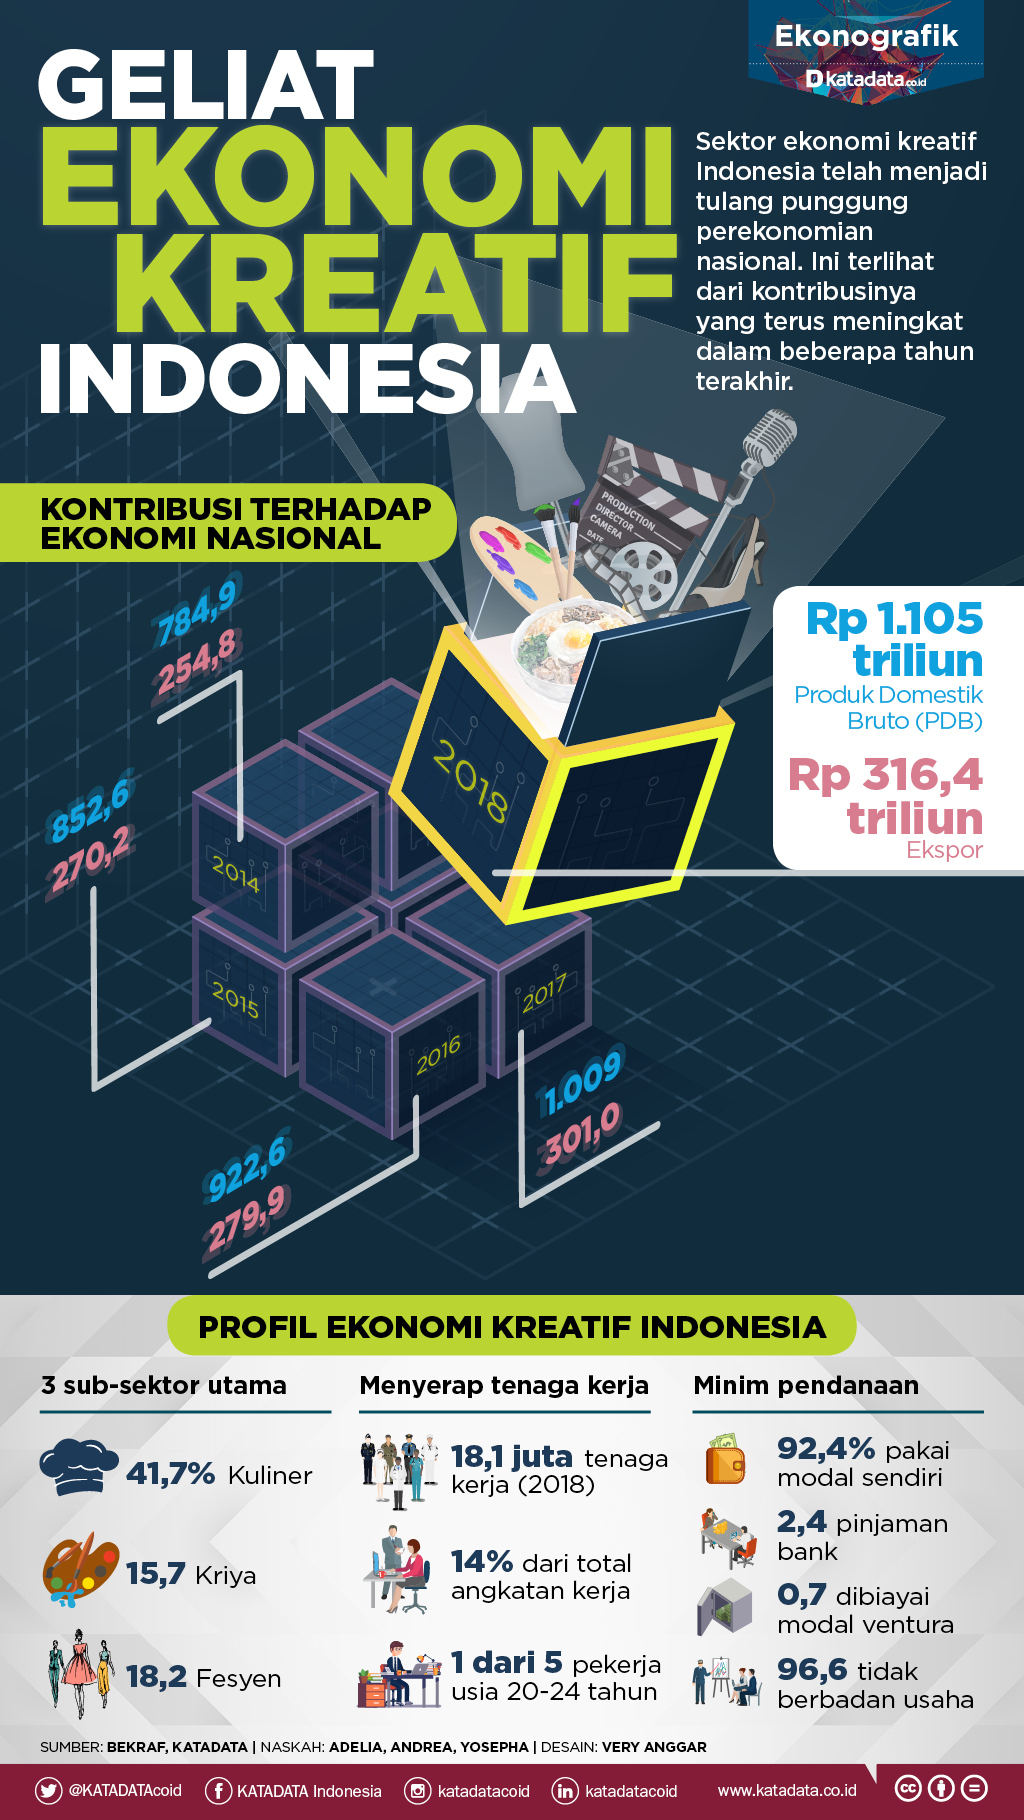 Ekonografik
Dkatadata.co.id
GELIAT
EKONOMI
KREATIF
INDONESIA
Sektor ekonomi kreatif
Indonesia telah menjadi
tulang punggung
perekonomian
nasional. Ini terlihat
dari kontribusinya
yang terus meningkat
dalam beberapa tahun
terakhir.
KONTRIBUSI TERHADAP
EKONOMI NASIONAL
PRODUCTION
DIRECTOR
CAMERA
DATE
784,9
254,8
2014
852,6
270,2
2015
922,6
279,9
2016
1.009
301,0
2017
2018
Rp 1.105
triliun
Produk Domestik
Bruto (PDB)
Rp 316,4
triliun
Ekspor
PROFIL EKONOMI KREATIF INDONESIA
3 sub-sektor utama
41,7% Kuliner
15,7 Kriya
18,2 Fesyen
Menyerap tenaga kerja
18,1 juta tenaga
kerja (2018)
14% dari total
angkatan kerja
1 dari 5 pekerja
usia 20-24 tahun
Minim pendanaan
92,4% pakai
modal sendiri
2,4 pinjaman
bank
0,7 dibiayai
modal ventura
96,6 tidak
berbadan usaha
SUMBER: BEKRAF, KATADATA | NASKAH: ADELIA, ANDREA, YOSEPHA | DESAIN: VERY ANGGAR
@KATADATAcoid
KATADATA Indonesia
katadatacoid
katadatacoid
www.katadata.co.id